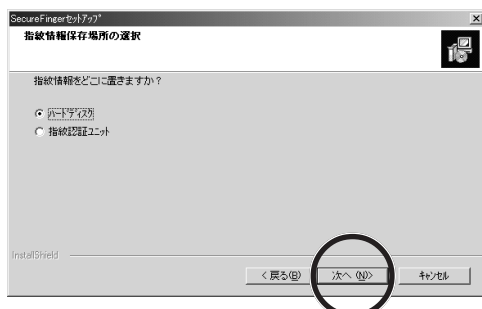 SecureFingerｾｯﾄｱｯﾌﾟ
指紋情報保存場所の選択
指紋情報をどこに置きますか？
ﾊｰﾄﾞﾃﾞｨｽｸ
指紋認証ﾕﾆｯﾄ
InstallShield
< 戻る(B)
次へ (N)>
ｷｬﾝｾﾙ